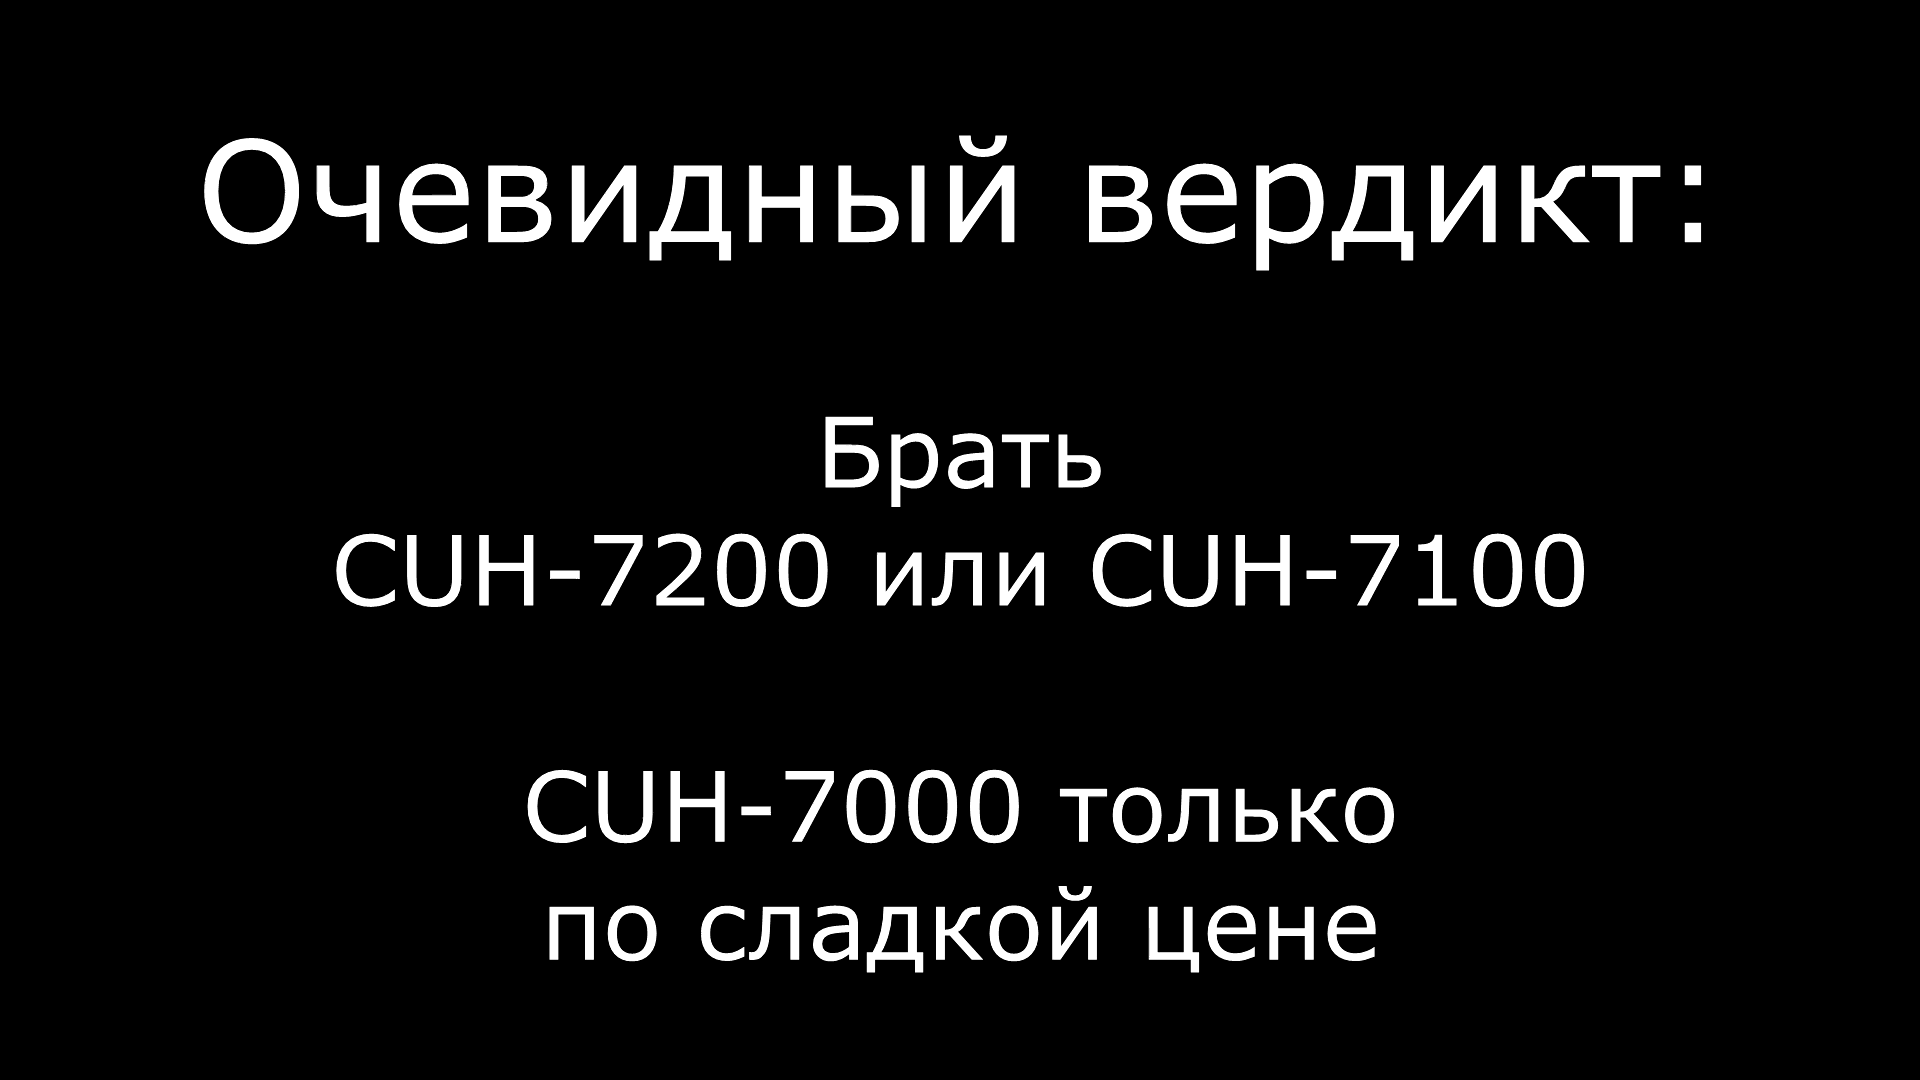 Очевидный вердикт:
Брать
CUH-7200 или CUH-7100
CUH-7000 только
по сладкой цене